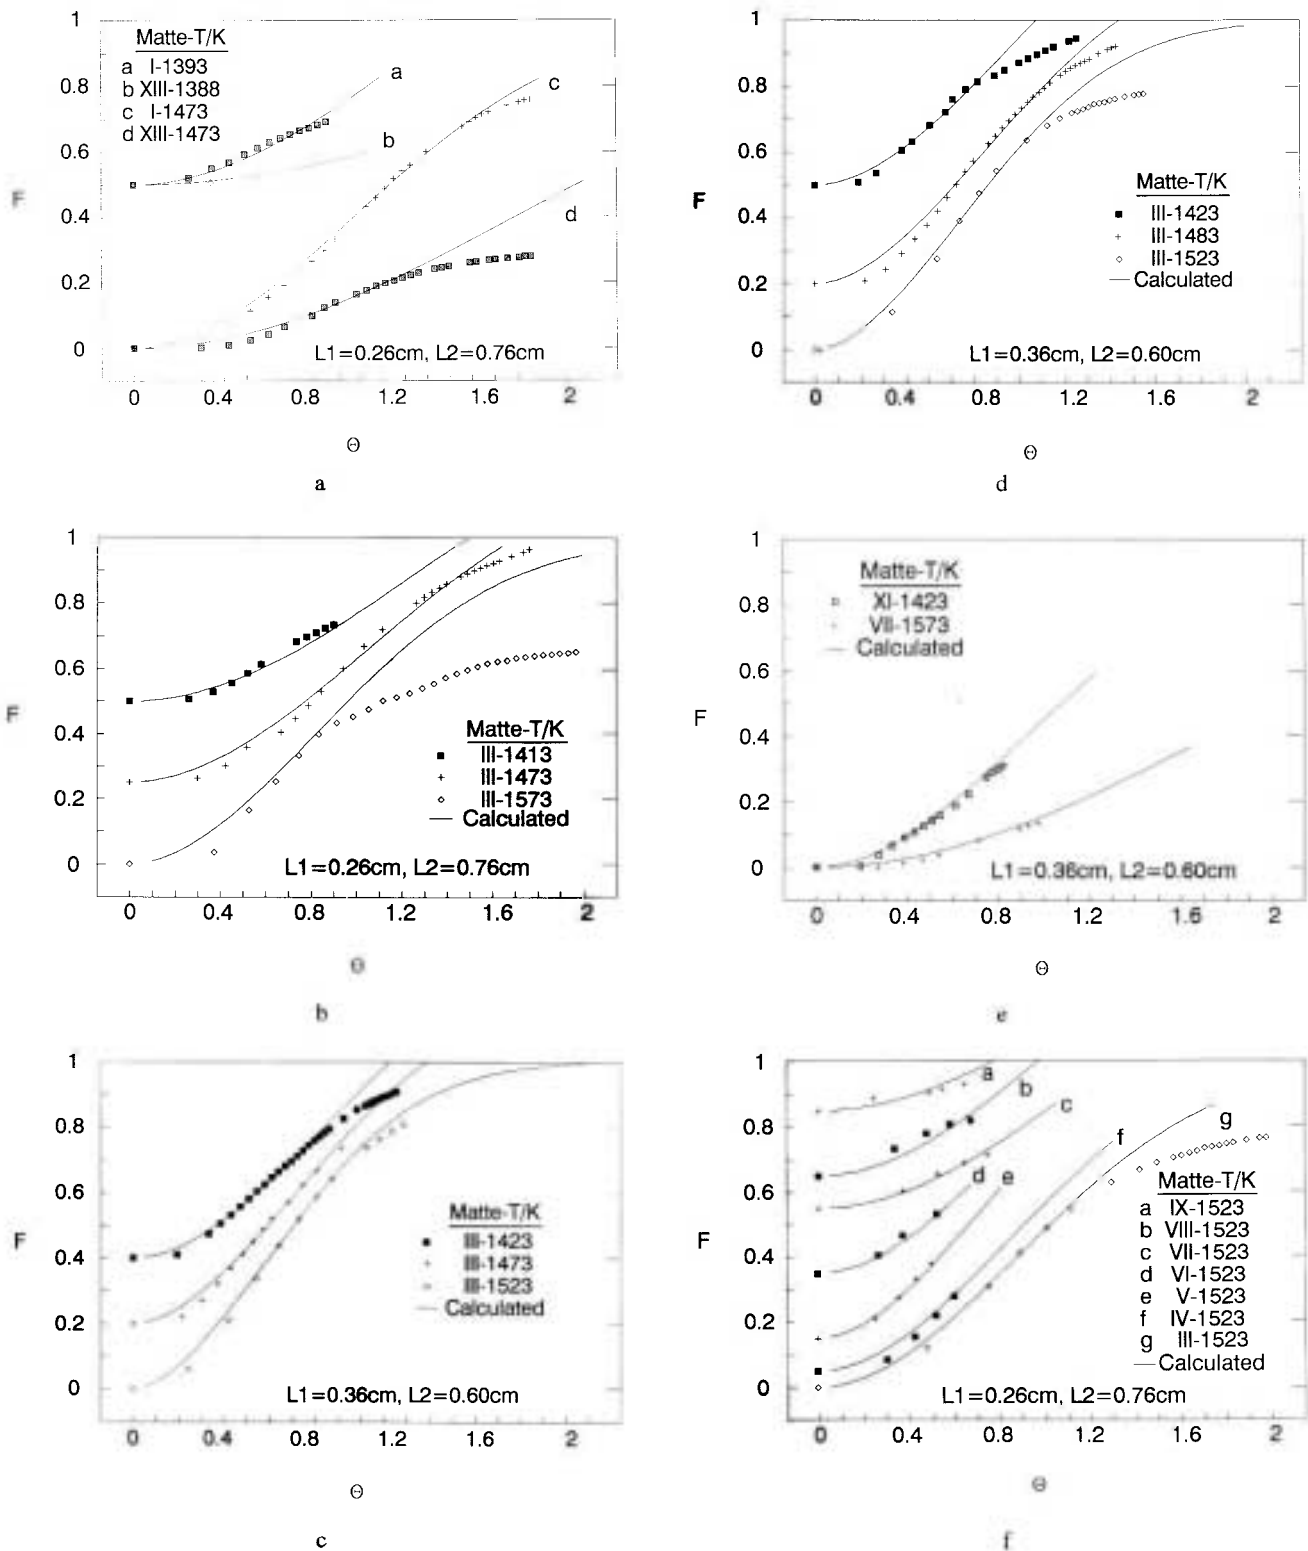 1
Matte-T/K
a I-1393
b XIII-1388
c I-1473
d XIII-1473
0.8
0.6
0.4
0.2
0
F
a
b
c
d
L1=0.26cm, L2=0.76cm
0 0.4 0.8 1.2 1.6 2
Θ
a
1
0.8
0.6
0.4
0.2
0
F
Matte-T/K
III-1423
III-1483
III-1523
Calculated
L1=0.36cm, L2=0.60cm
0 0.4 0.8 1.2 1.6 2
Θ
d
1
0.8
0.6
0.4
0.2
0
F
Matte-T/K
III-1413
III-1473
III-1573
Calculated
L1=0.26cm, L2=0.76cm
0 0.4 0.8 1.2 1.6 2
Θ
b
1
0.8
0.6
0.4
0.2
0
F
Matte-T/K
XI-1423
VII-1573
Calculated
L1=0.36cm, L2=0.60cm
0 0.4 0.8 1.2 1.6 2
Θ
e
1
0.8
0.6
0.4
0.2
0
F
Matte-T/K
III-1423
III-1473
III-1523
Calculated
L1=0.36cm, L2=0.60cm
0 0.4 0.8 1.2 1.6 2
Θ
c
1
0.8
0.6
0.4
0.2
0
F
a
b
c
d
e
f
g
Matte-T/K
a IX-1523
b VIII-1523
c VII-1523
d VI-1523
e V-1523
f IV-1523
g III-1523
Calculated
L1=0.26cm, L2=0.76cm
0 0.4 0.8 1.2 1.6 2
Θ
f